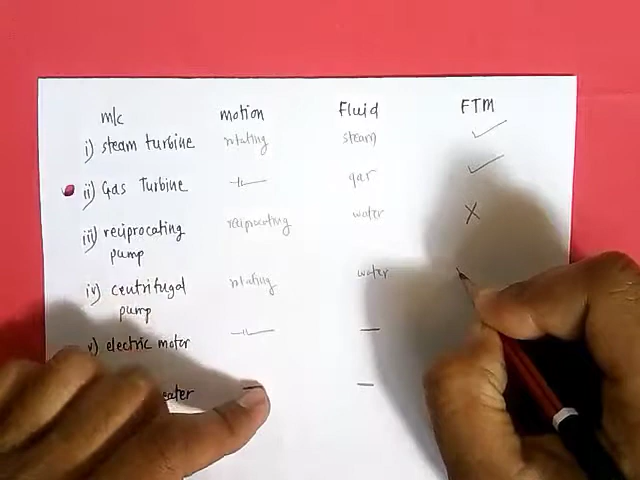 m/c motion Fluid FTM
i) steam turbine rotating steam ✓
ii) Gas Turbine –"– gas ✓
iii) reciprocating reciprocating water X
pump
iv) centrifugal rotating water
pump
v) electric motor –"– —
— —